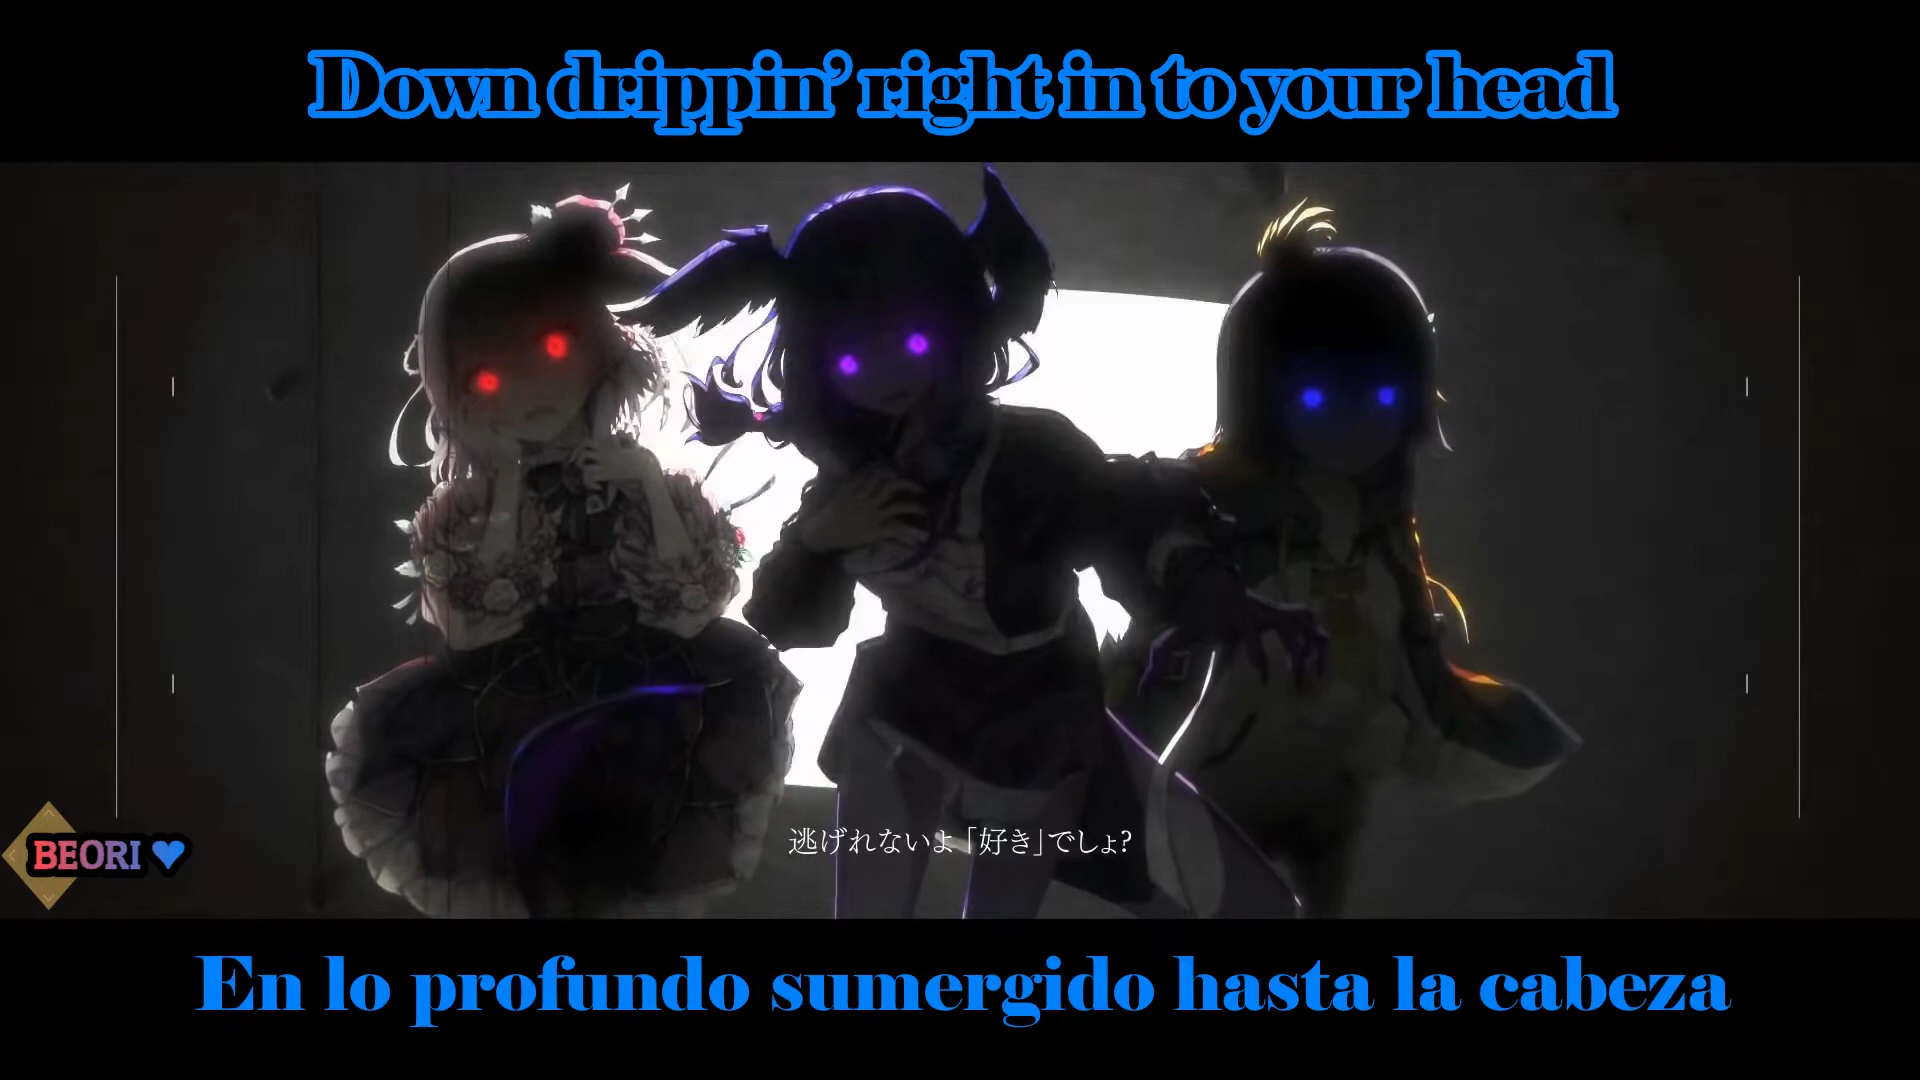 Down drippin' right in to your head
逃げれないよ「好き」でしょ?
BEORI 💙
En lo profundo sumergido hasta la cabeza